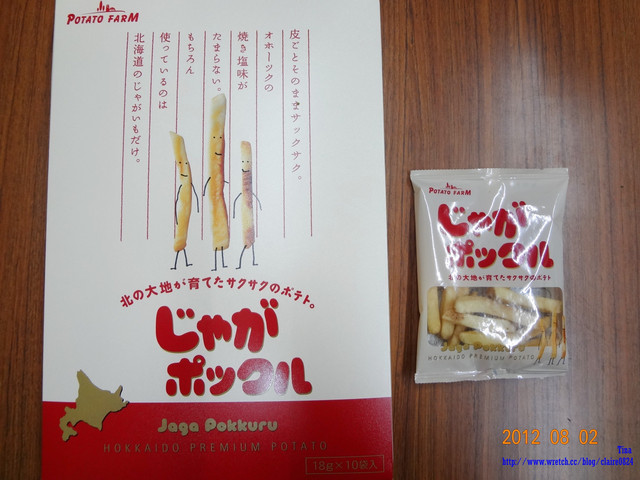 POTATO FARM
皮ごとそのままサックサク。
オホーツクの
焼き塩味が
たまらない。
もちろん
使っているのは
北海道のじゃがいもだけ。
北の大地が育てたサクサクのポテト。
じゃが
ポックル
Jaga Pokkuru
HOKKAIDO PREMIUM POTATO
18g×10袋入
POTATO FARM
じゃが
ポックル
北の大地が育てたサクサクのポテト
Jaga Pokkuru
HOKKAIDO PREMIUM POTATO
2012 08 02
Tina
http://www.wretch.cc/blog/claire0824